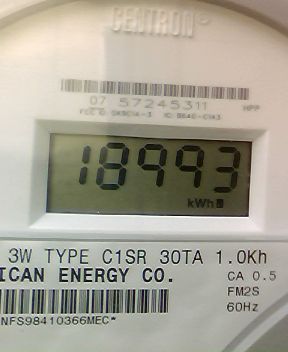 CENTRON
07 57245311
HPP
18993
kWh
3W TYPE C1SR 30TA 1.0Kh
ICAN ENERGY CO.
CA 0.5
FM2S
60Hz
NFS98410366MEC*